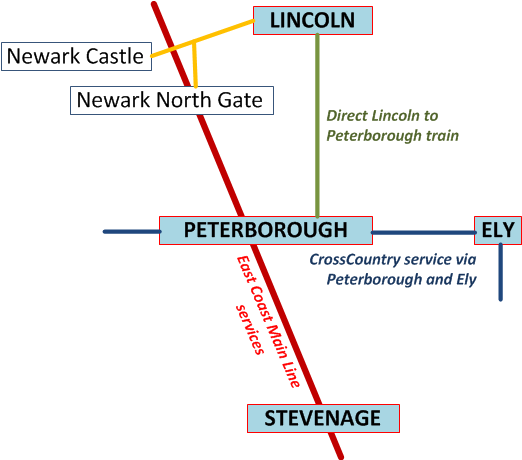 LINCOLN
Newark Castle
Newark North Gate
Direct Lincoln to
Peterborough train
PETERBOROUGH
ELY
CrossCountry service via
Peterborough and Ely
East Coast Main Line
services
STEVENAGE